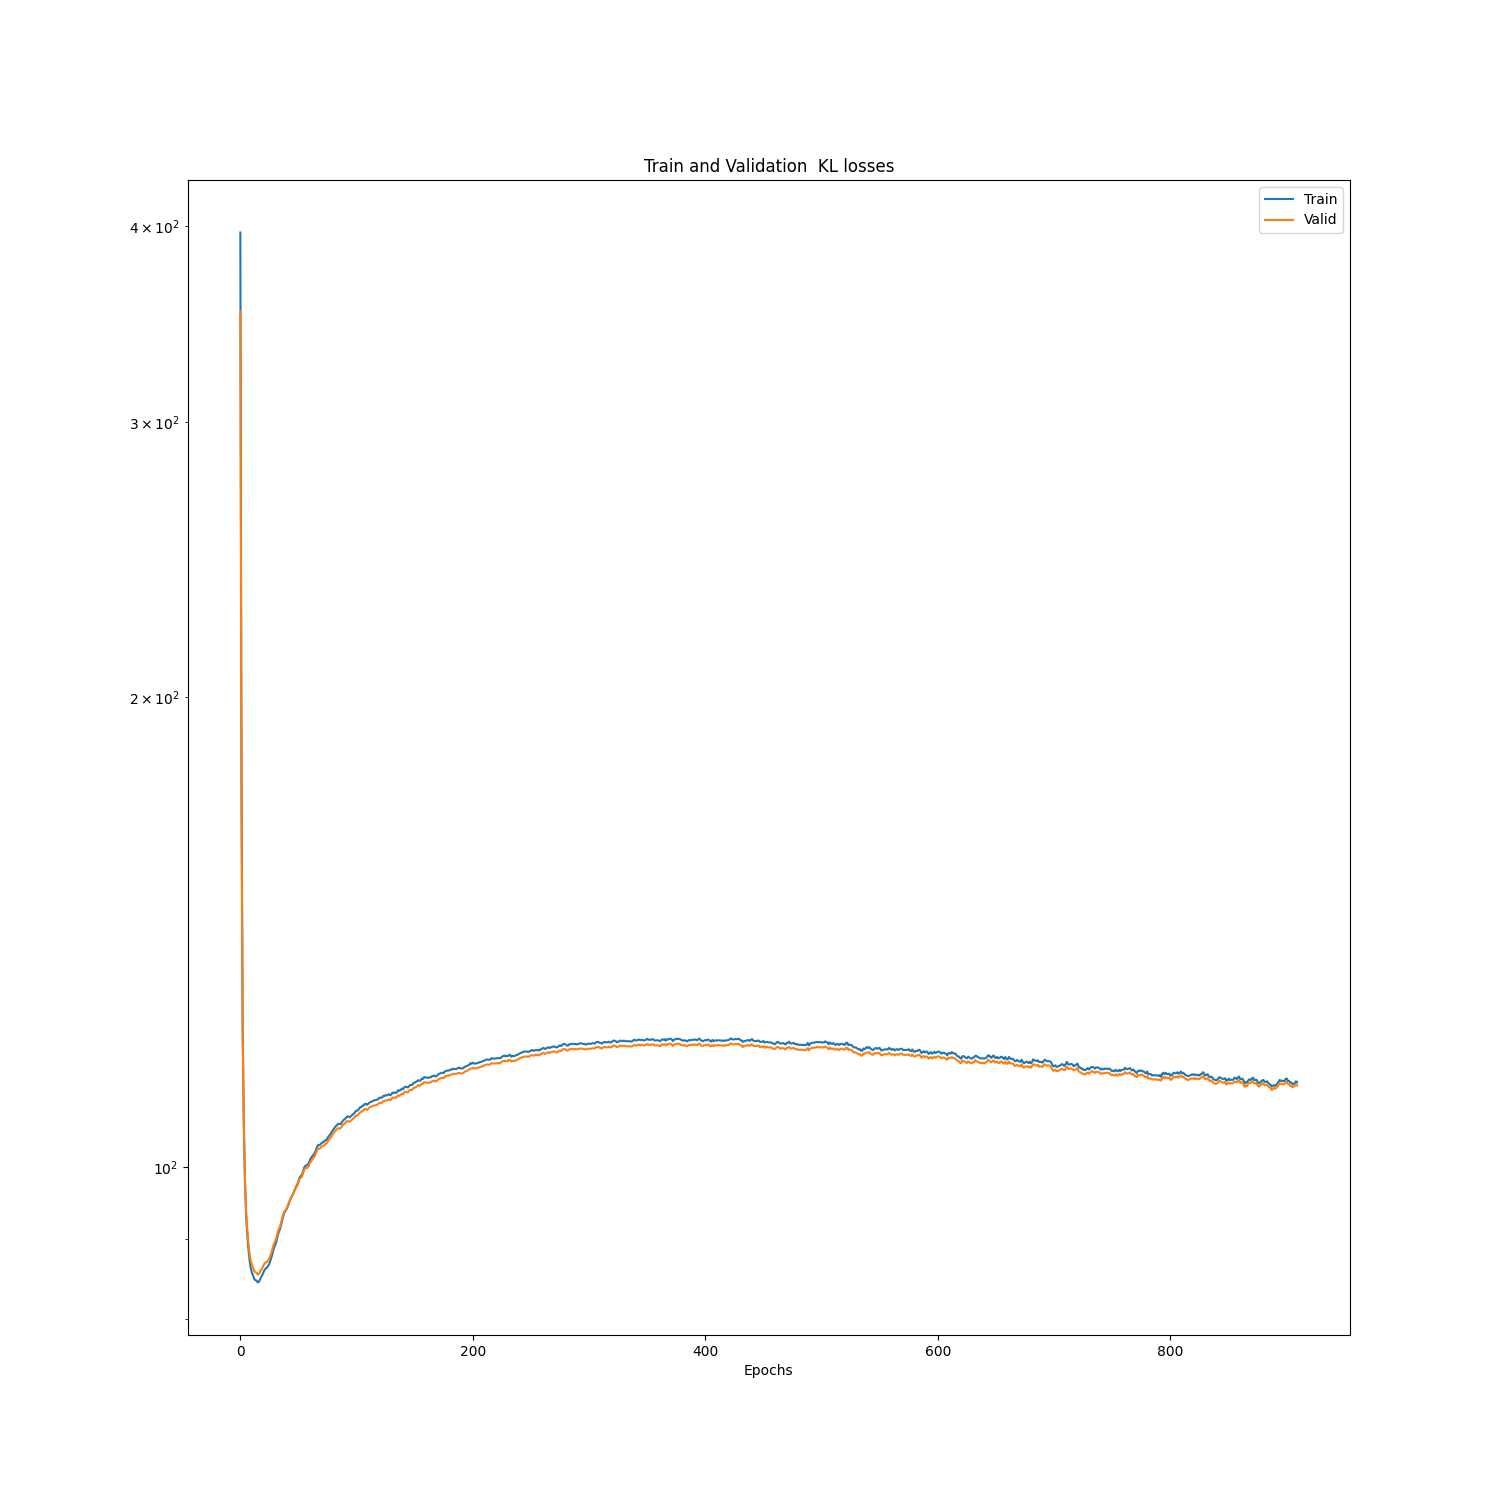 Train and Validation  KL losses
Train
Valid
4 × 10²
3 × 10²
2 × 10²
10²
0 200 400 600 800
Epochs